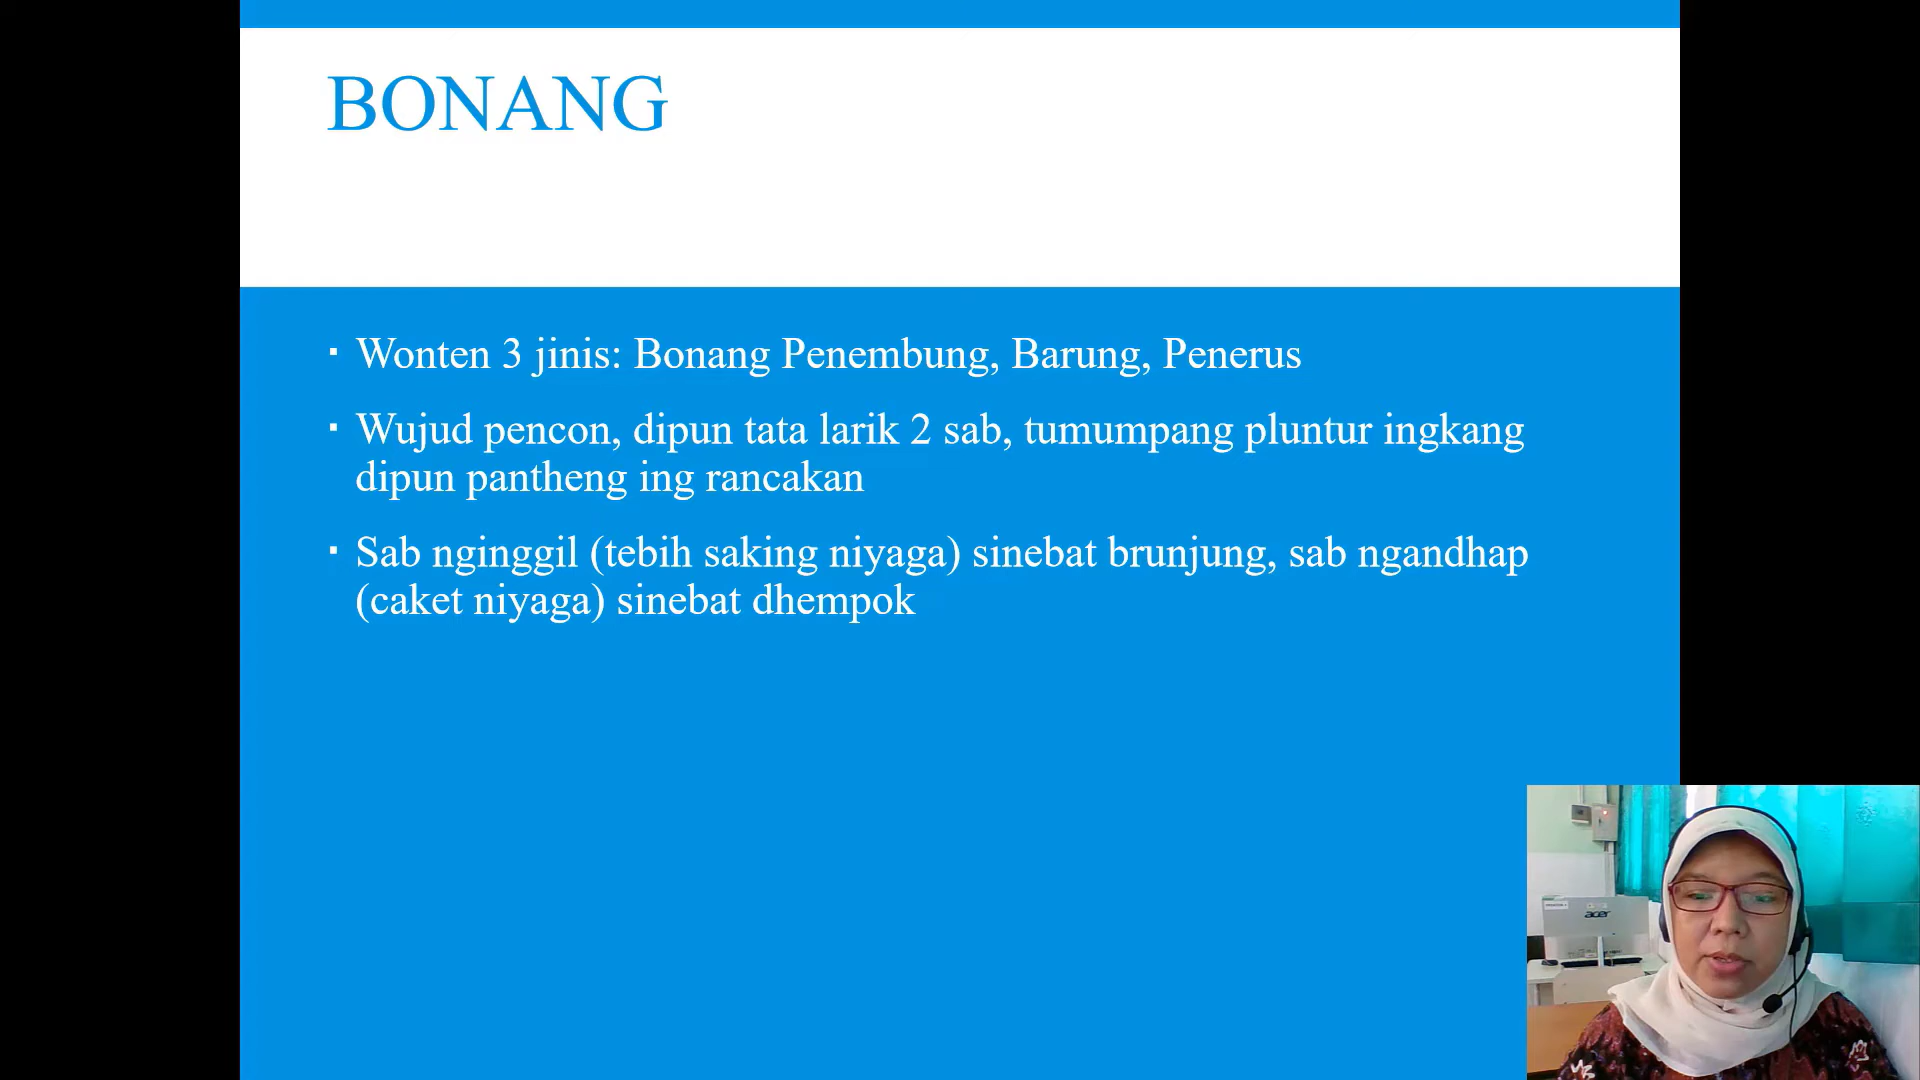 BONANG
Wonten 3 jinis: Bonang Penembung, Barung, Penerus
Wujud pencon, dipun tata larik 2 sab, tumumpang pluntur ingkang
dipun pantheng ing rancakan
Sab nginggil (tebih saking niyaga) sinebat brunjung, sab ngandhap
(caket niyaga) sinebat dhempok
acer